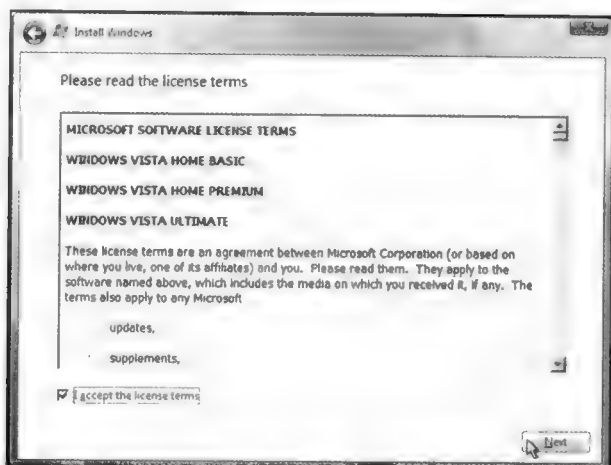 Install Windows
Please read the license terms
MICROSOFT SOFTWARE LICENSE TERMS
WINDOWS VISTA HOME BASIC
WINDOWS VISTA HOME PREMIUM
WINDOWS VISTA ULTIMATE
These license terms are an agreement between Microsoft Corporation (or based on
where you live, one of its affiliates) and you. Please read them. They apply to the
software named above, which includes the media on which you received it, if any. The
terms also apply to any Microsoft
updates,
supplements,
I accept the license terms
Next